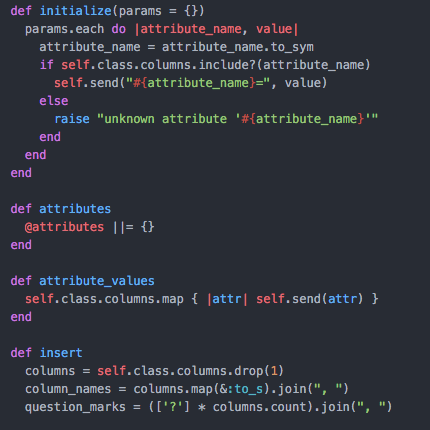 def initialize(params = {})
  params.each do |attribute_name, value|
    attribute_name = attribute_name.to_sym
    if self.class.columns.include?(attribute_name)
      self.send("#{attribute_name}=", value)
    else
      raise "unknown attribute '#{attribute_name}'"
    end
  end
end

def attributes
  @attributes ||= {}
end

def attribute_values
  self.class.columns.map { |attr| self.send(attr) }
end

def insert
  columns = self.class.columns.drop(1)
  column_names = columns.map(&:to_s).join(", ")
  question_marks = (['?'] * columns.count).join(", ")